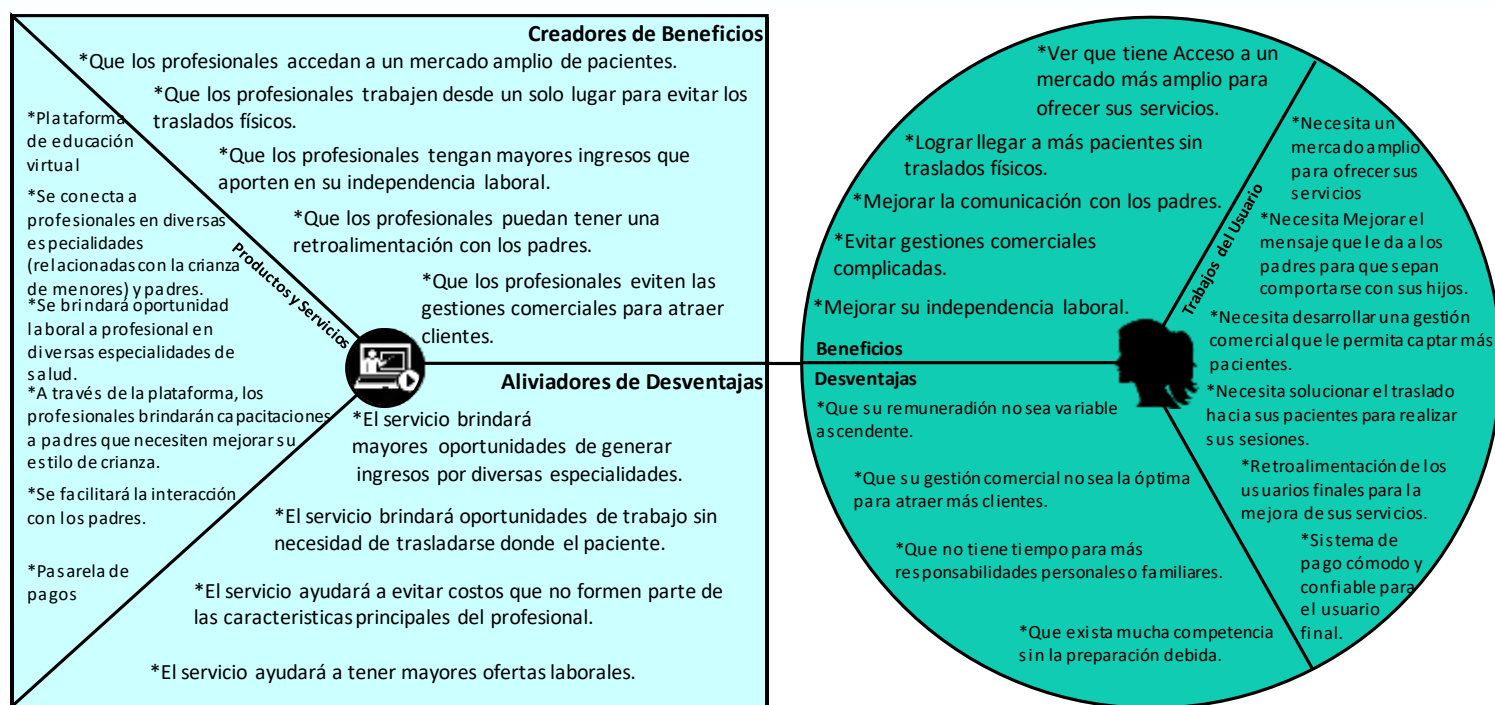 Creadores de Beneficios
*Que los profesionales accedan a un mercado amplio de pacientes.
*Que los profesionales trabajen desde un solo lugar para evitar los
traslados físicos.
*Que los profesionales tengan mayores ingresos que
aporten en su independencia laboral.
*Que los profesionales puedan tener una
retroalimentación con los padres.
*Que los profesionales eviten las
gestiones comerciales para atraer
clientes.
*Plataforma
de educación
virtual
*Se conecta a
profesionales en diversas
especialidades
(relacionadas con la crianza
de menores) y padres.
*Se brindará oportunidad
laboral a profesional en
diversas especialidades de
salud.
*A través de la plataforma, los
profesionales brindarán capacitaciones
a padres que necesiten mejorar su
estilo de crianza.
*Se facilitará la interacción
con los padres.
*Pasarela de
pagos
Productos y Servicios
Aliviadores de Desventajas
*El servicio brindará
mayores oportunidades de generar
ingresos por diversas especialidades.
*El servicio brindará oportunidades de trabajo sin
necesidad de trasladarse donde el paciente.
*El servicio ayudará a evitar costos que no formen parte de
las caracteristicas principales del profesional.
*El servicio ayudará a tener mayores ofertas laborales.
*Ver que tiene Acceso a un
mercado más amplio para
ofrecer sus servicios.
*Lograr llegar a más pacientes sin
traslados físicos.
*Mejorar la comunicación con los padres.
*Evitar gestiones comerciales
complicadas.
*Mejorar su independencia laboral.
Beneficios
Desventajas
*Que su remuneradión no sea variable
ascendente.
*Que su gestión comercial no sea la óptima
para atraer más clientes.
*Que no tiene tiempo para más
responsabilidades personales o familiares.
*Que exista mucha competencia
sin la preparación debida.
Trabajos del Usuario
*Necesita un
mercado amplio
para ofrecer sus
servicios
*Necesita Mejorar el
mensaje que le da a los
padres para que sepan
comportarse con sus hijos.
*Necesita desarrollar una gestión
comercial que le permita captar más
pacientes.
*Necesita solucionar el traslado
hacia sus pacientes para realizar
sus sesiones.
*Retroalimentación de los
usuarios finales para la
mejora de sus servicios.
*Sistema de
pago cómodo y
confiable para
el usuario
final.